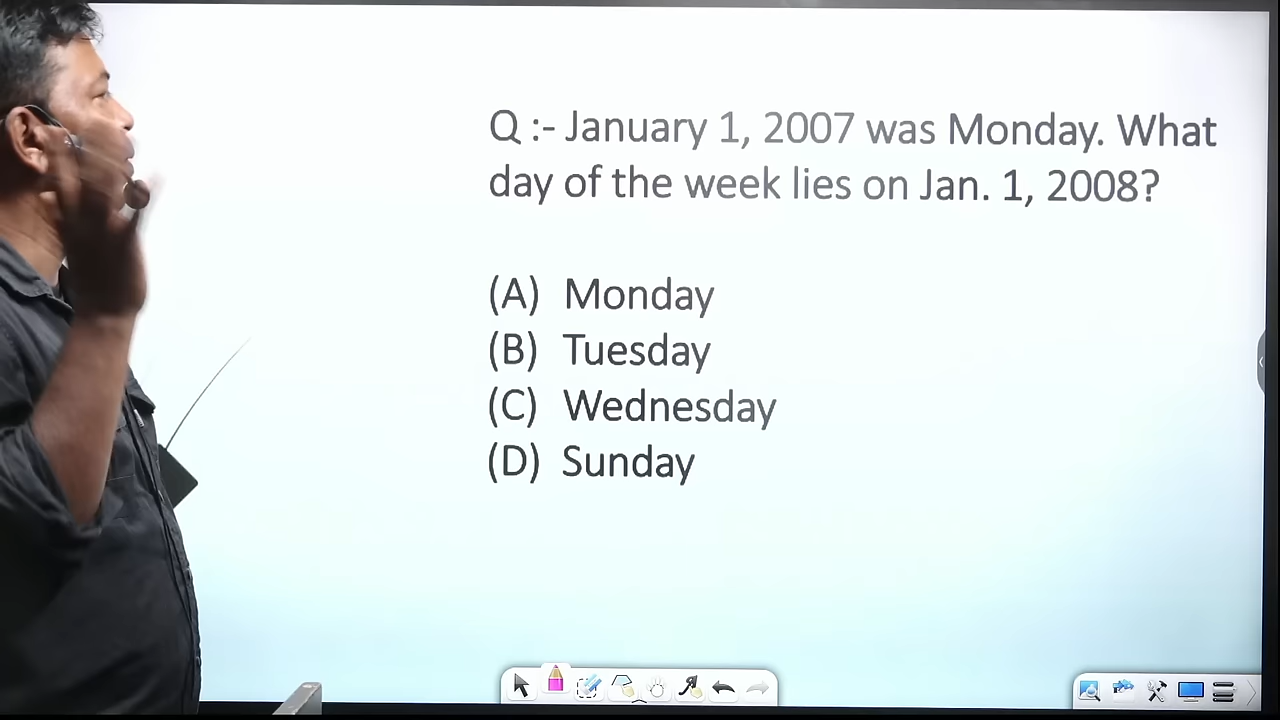 Q :- January 1, 2007 was Monday. What
day of the week lies on Jan. 1, 2008?
(A) Monday
(B) Tuesday
(C) Wednesday
(D) Sunday